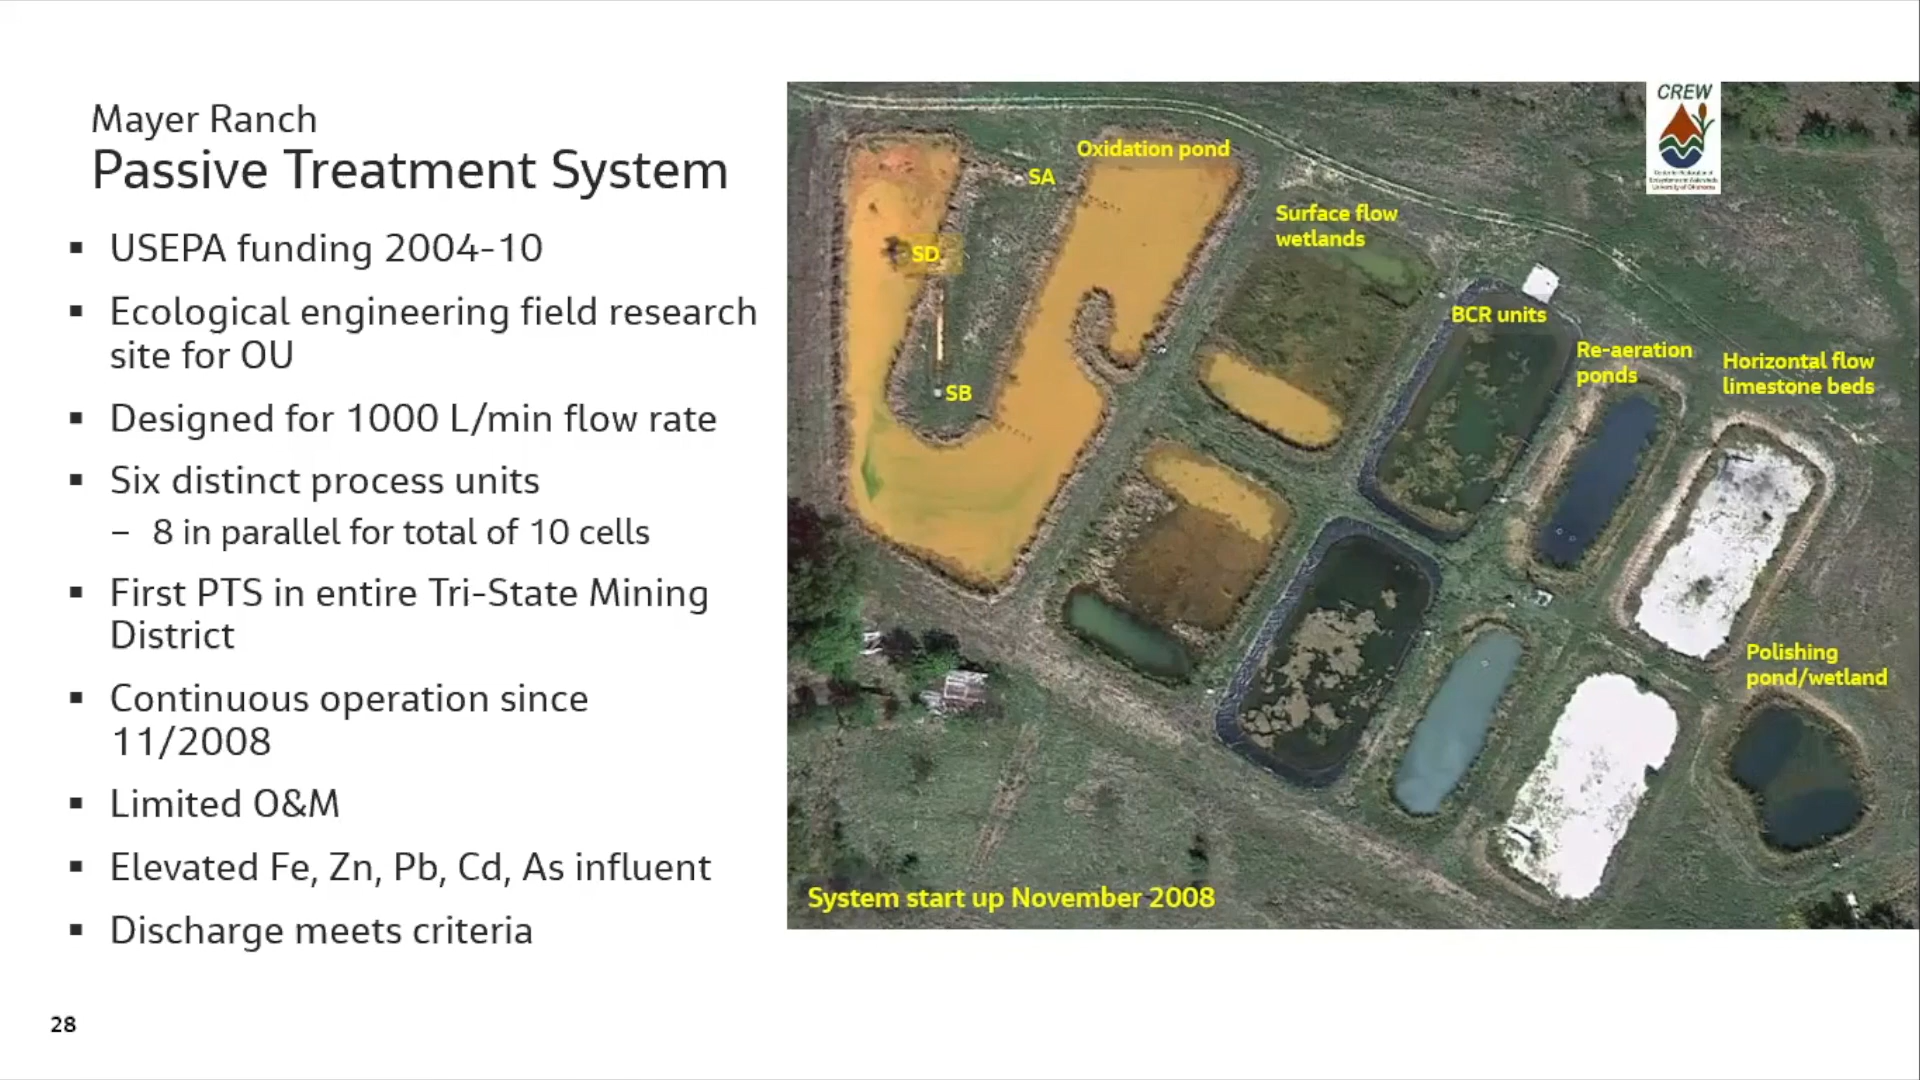 Mayer Ranch
Passive Treatment System
▪ USEPA funding 2004-10
▪ Ecological engineering field research
site for OU
▪ Designed for 1000 L/min flow rate
▪ Six distinct process units
– 8 in parallel for total of 10 cells
▪ First PTS in entire Tri-State Mining
District
▪ Continuous operation since
11/2008
▪ Limited O&M
▪ Elevated Fe, Zn, Pb, Cd, As influent
▪ Discharge meets criteria
28
CREW
University of Oklahoma
Oxidation pond
SA
SD
SB
Surface flow
wetlands
BCR units
Re-aeration
ponds
Horizontal flow
limestone beds
Polishing
pond/wetland
System start up November 2008